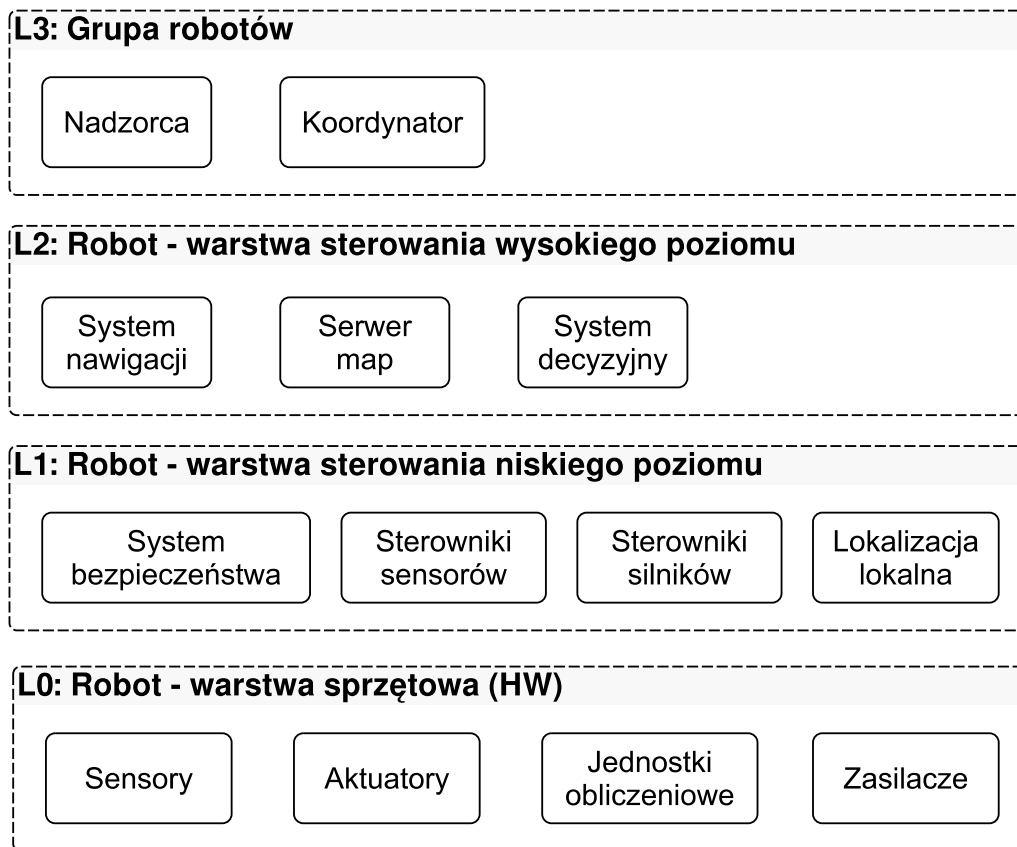 L3: Grupa robotów
Nadzorca
Koordynator
L2: Robot - warstwa sterowania wysokiego poziomu
System
nawigacji
Serwer
map
System
decyzyjny
L1: Robot - warstwa sterowania niskiego poziomu
System
bezpieczeństwa
Sterowniki
sensorów
Sterowniki
silników
Lokalizacja
lokalna
L0: Robot - warstwa sprzętowa (HW)
Sensory
Aktuatory
Jednostki
obliczeniowe
Zasilacze